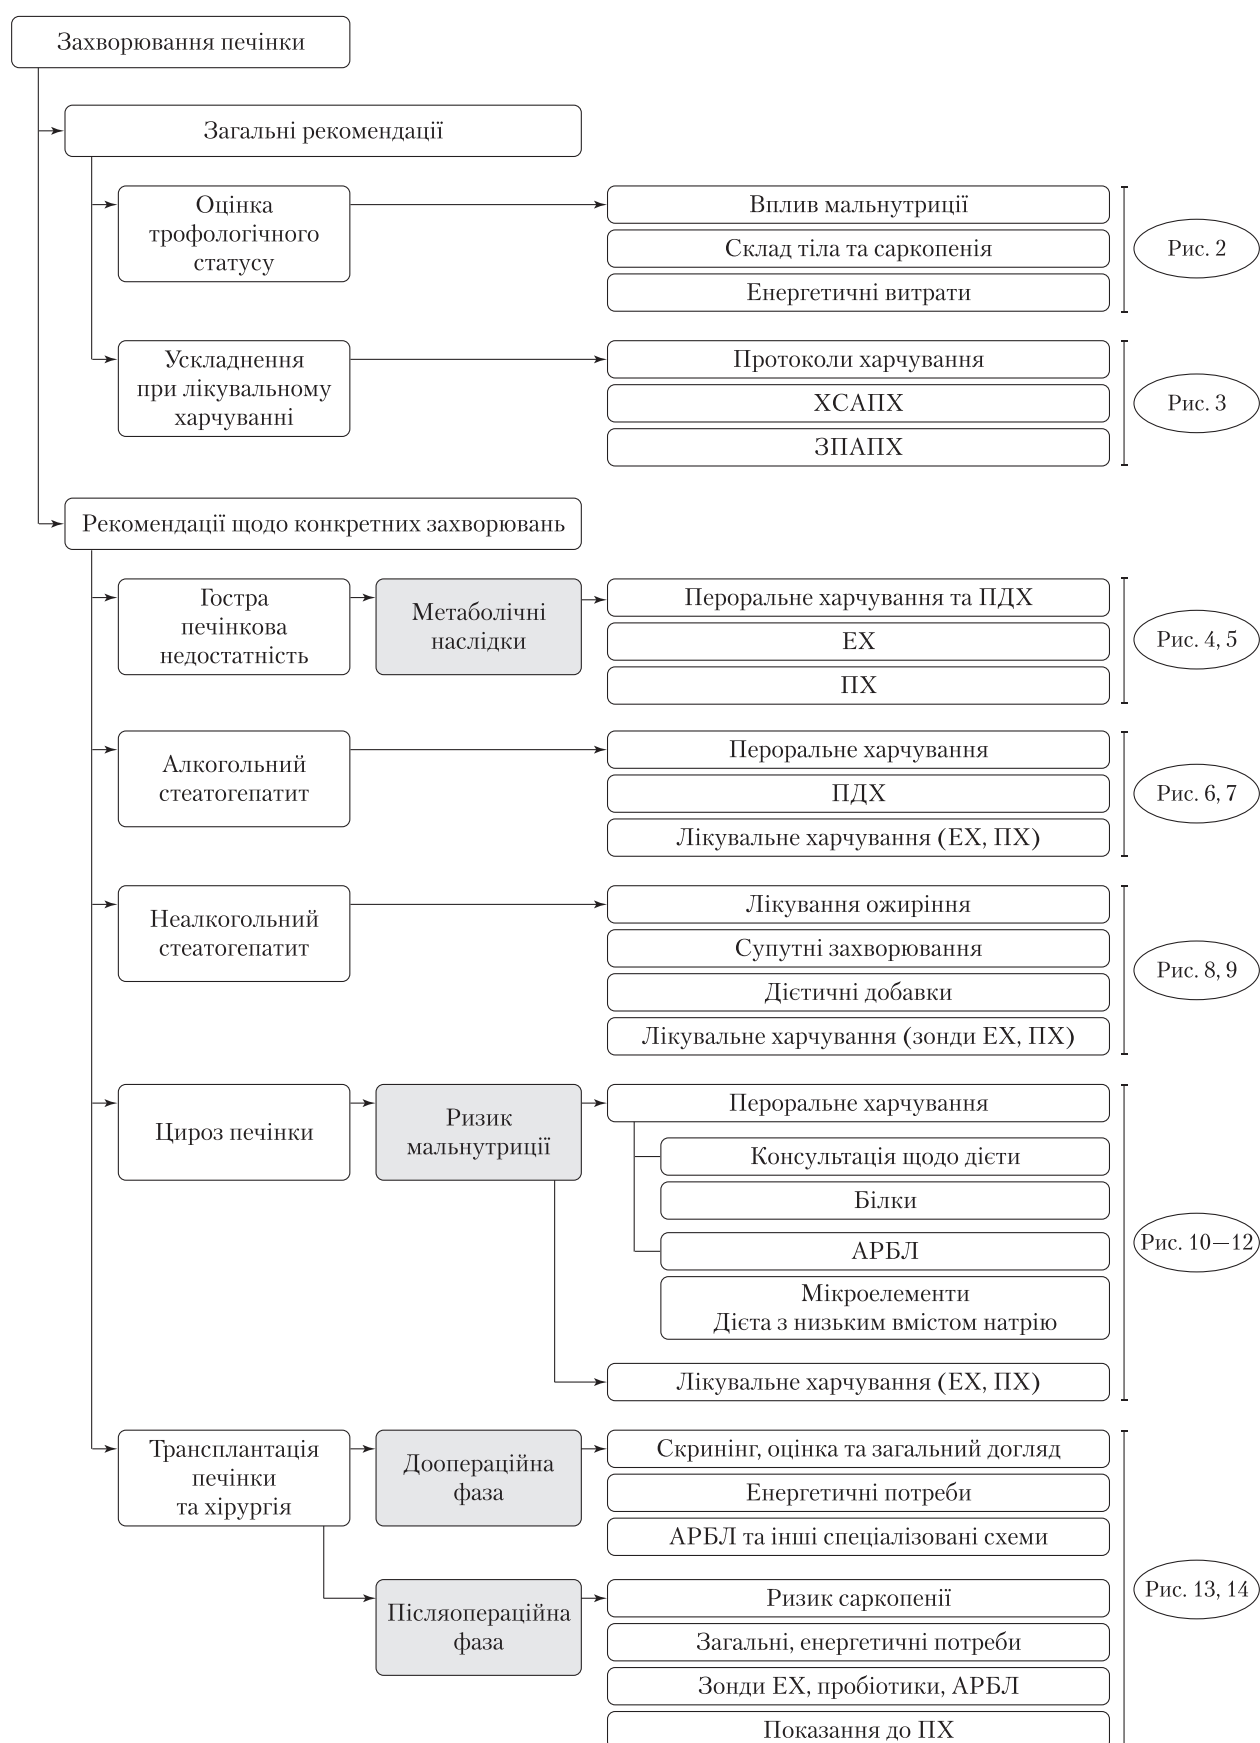 Захворювання печінки
Загальні рекомендації
Оцінка
трофологічного
статусу
Вплив мальнутриції
Склад тіла та саркопенія
Енергетичні витрати
Рис. 2
Ускладнення
при лікувальному
харчуванні
Протоколи харчування
ХСАПХ
ЗПАПХ
Рис. 3
Рекомендації щодо конкретних захворювань
Гостра
печінкова
недостатність
Метаболічні
наслідки
Пероральне харчування та ПДХ
ЕХ
ПХ
Рис. 4, 5
Алкогольний
стеатогепатит
Пероральне харчування
ПДХ
Лікувальне харчування (ЕХ, ПХ)
Рис. 6, 7
Неалкогольний
стеатогепатит
Лікування ожиріння
Супутні захворювання
Дієтичні добавки
Лікувальне харчування (зонди ЕХ, ПХ)
Рис. 8, 9
Цироз печінки
Ризик
мальнутриції
Пероральне харчування
Консультація щодо дієти
Білки
АРБЛ
Мікроелементи
Дієта з низьким вмістом натрію
Лікувальне харчування (ЕХ, ПХ)
Рис. 10—12
Трансплантація
печінки
та хірургія
Доопераційна
фаза
Скринінг, оцінка та загальний догляд
Енергетичні потреби
АРБЛ та інші спеціалізовані схеми
Післяопераційна
фаза
Ризик саркопенії
Загальні, енергетичні потреби
Зонди ЕХ, пробіотики, АРБЛ
Показання до ПХ
Рис. 13, 14